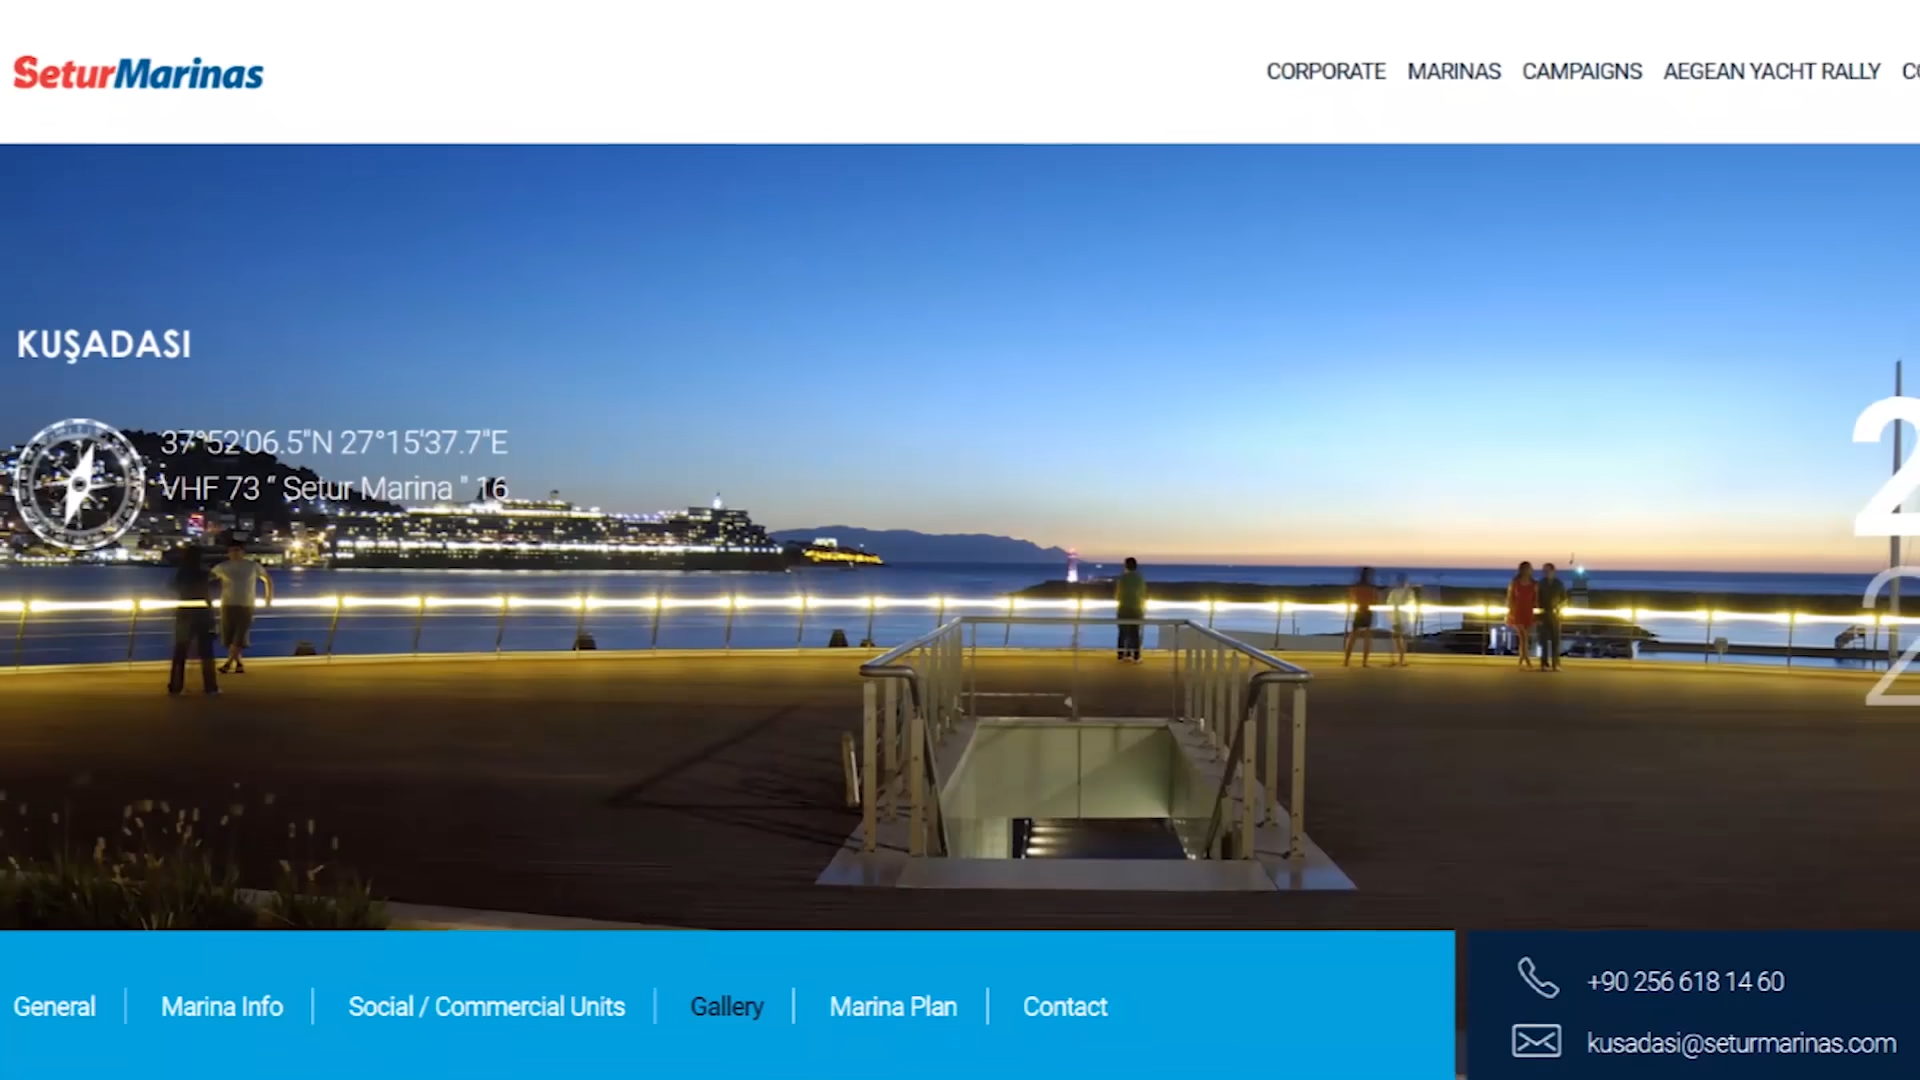 SeturMarinas
CORPORATE MARINAS CAMPAIGNS AEGEAN YACHT RALLY
KUŞADASI
37°52'06.5"N 27°15'37.7"E
VHF 73 “ Setur Marina ” 16
2
2
General Marina Info Social / Commercial Units Gallery Marina Plan Contact
+90 256 618 14 60
kusadasi@seturmarinas.com